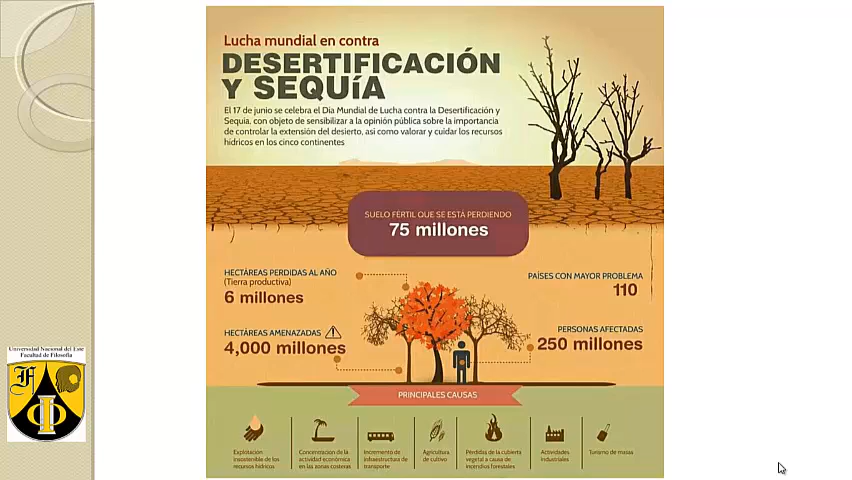 Lucha mundial en contra
DESERTIFICACIÓN
Y SEQUíA
El 17 de junio se celebra el Día Mundial de Lucha contra la Desertificación y
Sequía, con objeto de sensibilizar a la opinión pública sobre la importancia
de controlar la extensión del desierto, así como valorar y cuidar los recursos
hídricos en los cinco continentes
SUELO FÉRTIL QUE SE ESTÁ PERDIENDO
75 millones
HECTÁREAS PERDIDAS AL AÑO
(Tierra productiva)
6 millones
PAÍSES CON MAYOR PROBLEMA
110
HECTÁREAS AMENAZADAS
4,000 millones
PERSONAS AFECTADAS
250 millones
Universidad Nacional del Este
Facultad de Filosofía
F
PRINCIPALES CAUSAS
Explotación
insostenible de los
recursos hídricos
Concentración de la
actividad económica
en las zonas costeras
Incremento de
infraestructura de
transporte
Agricultura
de cultivo
Pérdida de la cubierta
vegetal a causa de
incendios forestales
Actividades
industriales
Turismo de masas